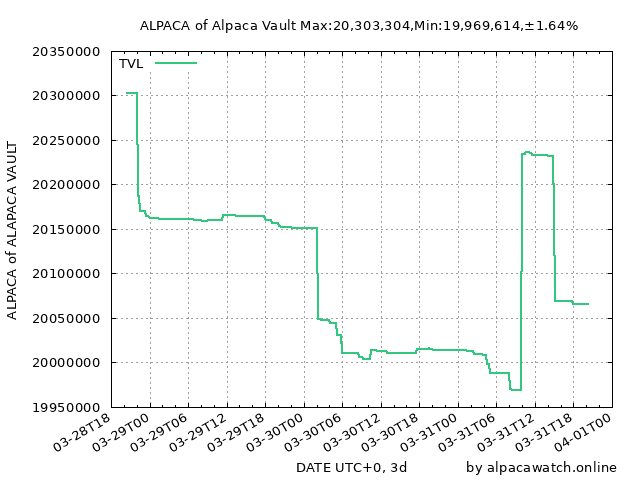 ALPACA of Alpaca Vault Max:20,303,304,Min:19,969,614,±1.64%
TVL
20350000
20300000
20250000
20200000
20150000
20100000
20050000
20000000
19950000
ALPACA of ALAPACA VAULT
03-28T18
03-29T00
03-29T06
03-29T12
03-29T18
03-30T00
03-30T06
03-30T12
03-30T18
03-31T00
03-31T06
03-31T12
03-31T18
04-01T00
DATE UTC+0, 3d
by alpacawatch.online